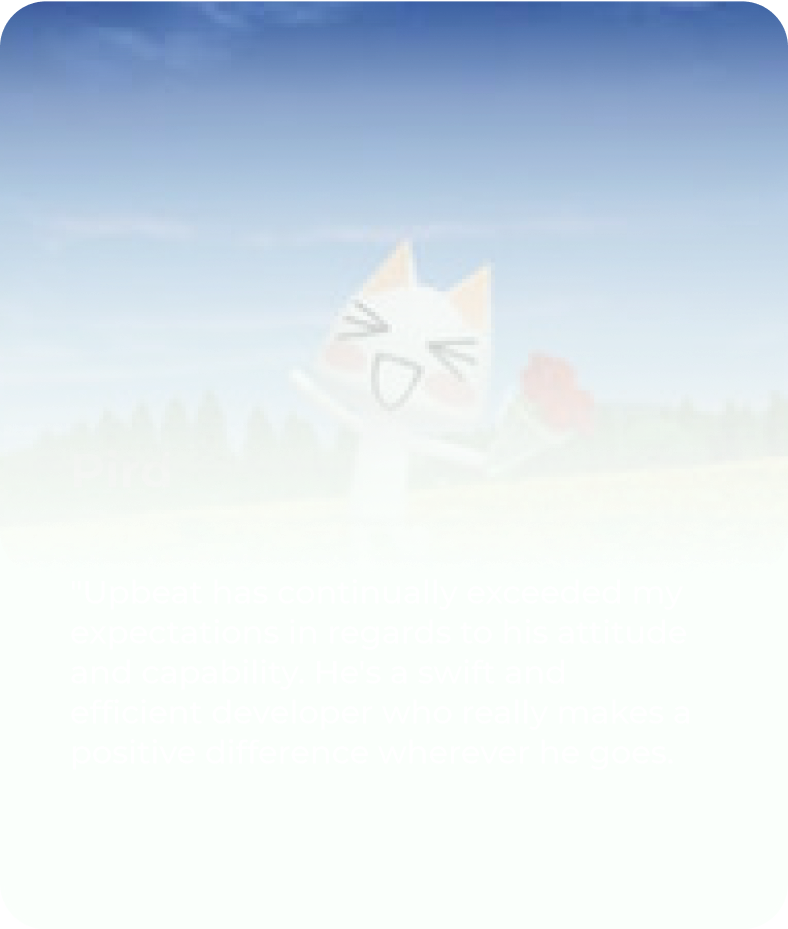 "upbeat has continually exceeded my
expectations in regards to his attitude
and capability. He's a swift and
efficient developer who really makes a
positive difference wherever he goes.